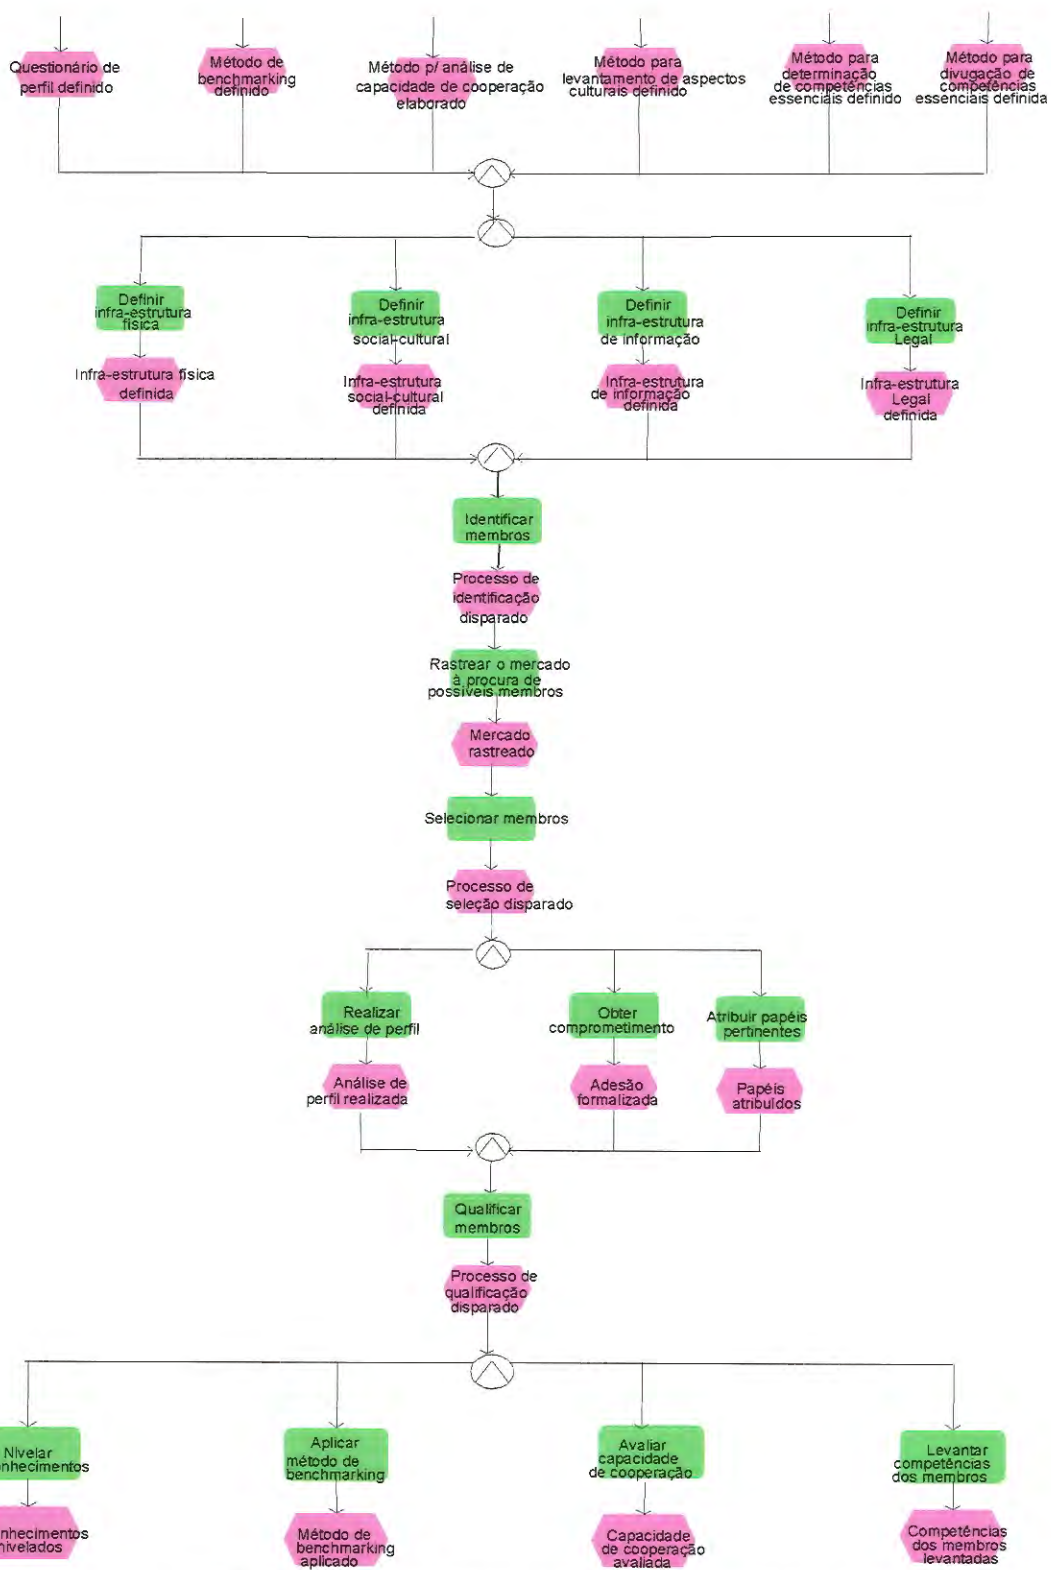 Questionário de
perfil definido
Método de
benchmarking
definido
Método p/ análise de
capacidade de cooperação
elaborado
Método para
levantamento de aspectos
culturais definido
Método para
determinação
de competências
essenciais definido
Método para
divugação de
competências
essenciais definida
Definir
infra-estrutura
física
Definir
infra-estrutura
social-cultural
Definir
infra-estrutura
de informação
Definir
infra-estrutura
Legal
Infra-estrutura física
definida
Infra-estrutura
social-cultural
definida
Infra-estrutura
de informação
definida
Infra-estrutura
Legal
definida
Identificar
membros
Processo de
identificação
disparado
Rastrear o mercado
à procura de
possíveis membros
Mercado
rastreado
Selecionar membros
Processo de
seleção disparado
Realizar
análise de perfil
Obter
comprometimento
Atribuir papéis
pertinentes
Análise de
perfil realizada
Adesão
formalizada
Papéis
atribuídos
Qualificar
membros
Processo de
qualificação
disparado
Nivelar
nhecimentos
Aplicar
método de
benchmarking
Avaliar
capacidade
de cooperação
Levantar
competências
dos membros
nhecimentos
nivelados
Método de
benchmarking
aplicado
Capacidade
de cooperação
avaliada
Competências
dos membros
levantadas